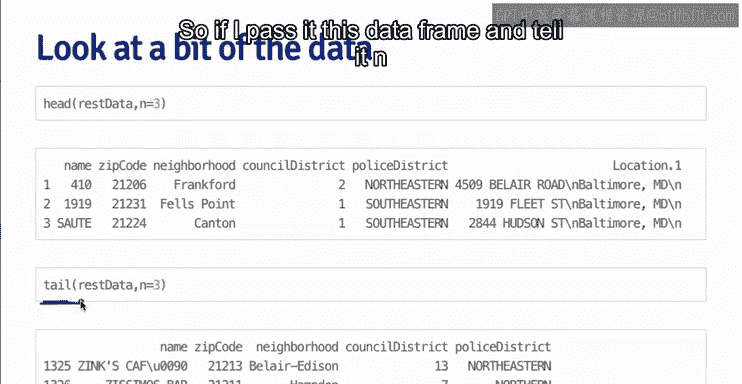 So if I pass it this data frame and tell
it n
Look at a bit of the data
head(restData,n=3)
name zipCode neighborhood councilDistrict policeDistrict Location.1
1 410 21206 Frankford 2 NORTHEASTERN 4509 BELAIR ROAD\nBaltimore, MD\n
2 1919 21231 Fells Point 1 SOUTHEASTERN 1919 FLEET ST\nBaltimore, MD\n
3 SAUTE 21224 Canton 1 SOUTHEASTERN 2844 HUDSON ST\nBaltimore, MD\n
tail(restData,n=3)
name zipCode neighborhood councilDistrict policeDistrict
1325 ZINK'S CAF\u0090 21213 Belair-Edison 13 NORTHEASTERN